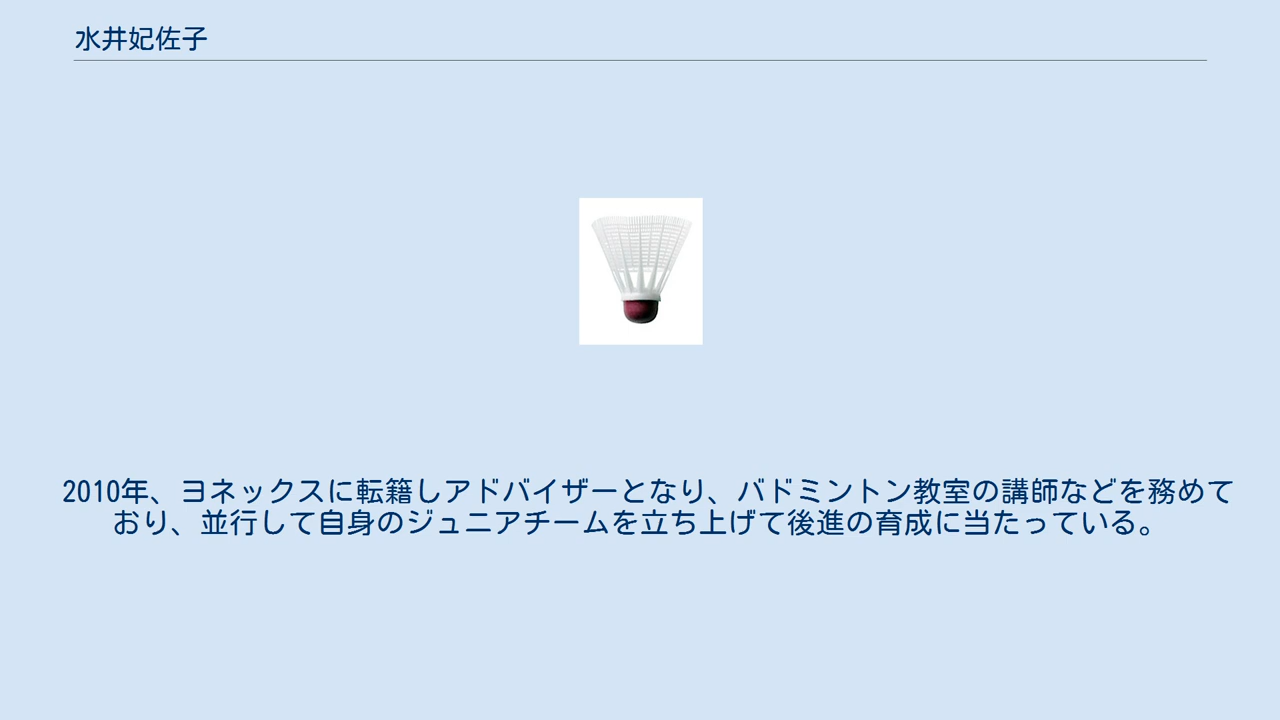 水井妃佐子
2010年、ヨネックスに転籍しアドバイザーとなり、バドミントン教室の講師などを務めて
おり、並行して自身のジュニアチームを立ち上げて後進の育成に当たっている。